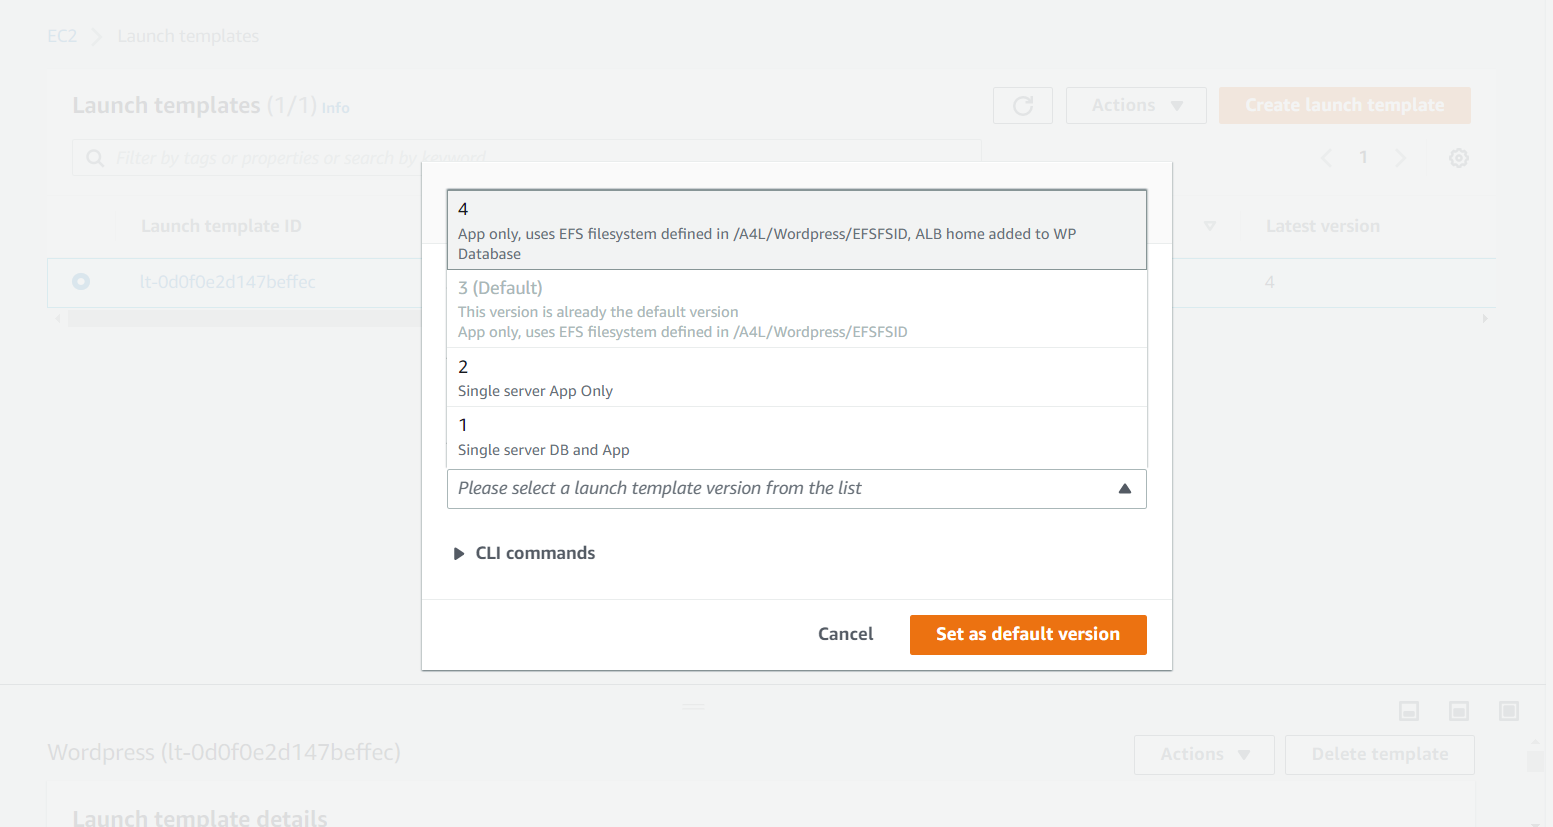 EC2 Launch templates
Launch templates (1/1) Info
Actions
Create launch template
Filter by tags or properties or search by keyword
1
Launch template ID
Latest version
lt-0d0f0e2d147beffec
4
4
App only, uses EFS filesystem defined in /A4L/Wordpress/EFSFSID, ALB home added to WP
Database
3 (Default)
This version is already the default version
App only, uses EFS filesystem defined in /A4L/Wordpress/EFSFSID
2
Single server App Only
1
Single server DB and App
Please select a launch template version from the list
CLI commands
Cancel
Set as default version
Wordpress (lt-0d0f0e2d147beffec)
Actions
Delete template
Launch template details